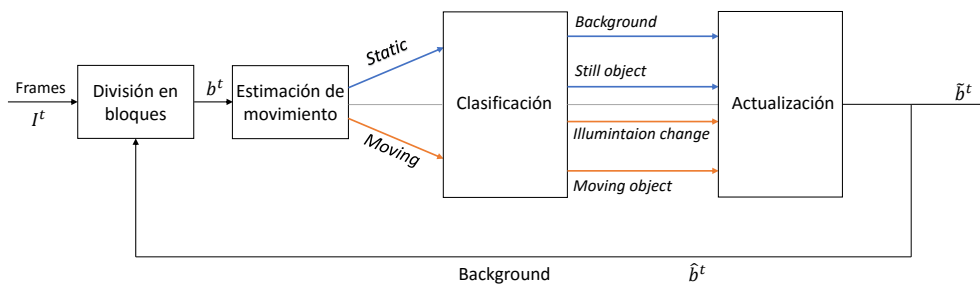 Frames
I^t
División en
bloques
b^t
Estimación de
movimiento
Static
Moving
Clasificación
Background
Still object
Illumintaion change
Moving object
Actualización
b̃^t
Background
b̂^t